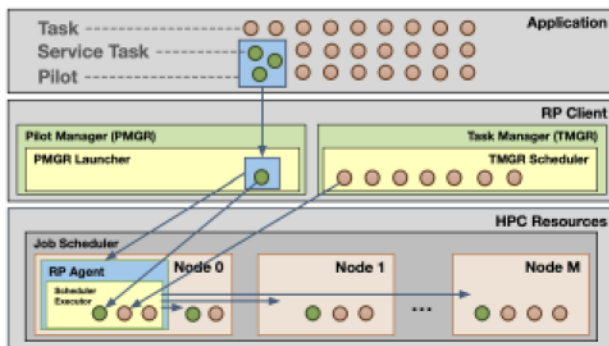 Task
Application
Service Task
Pilot
RP Client
Pilot Manager (PMGR)
Task Manager (TMGR)
PMGR Launcher
TMGR Scheduler
HPC Resources
Job Scheduler
RP Agent
Node 0
Node 1
Node M
Scheduler
Executor
...